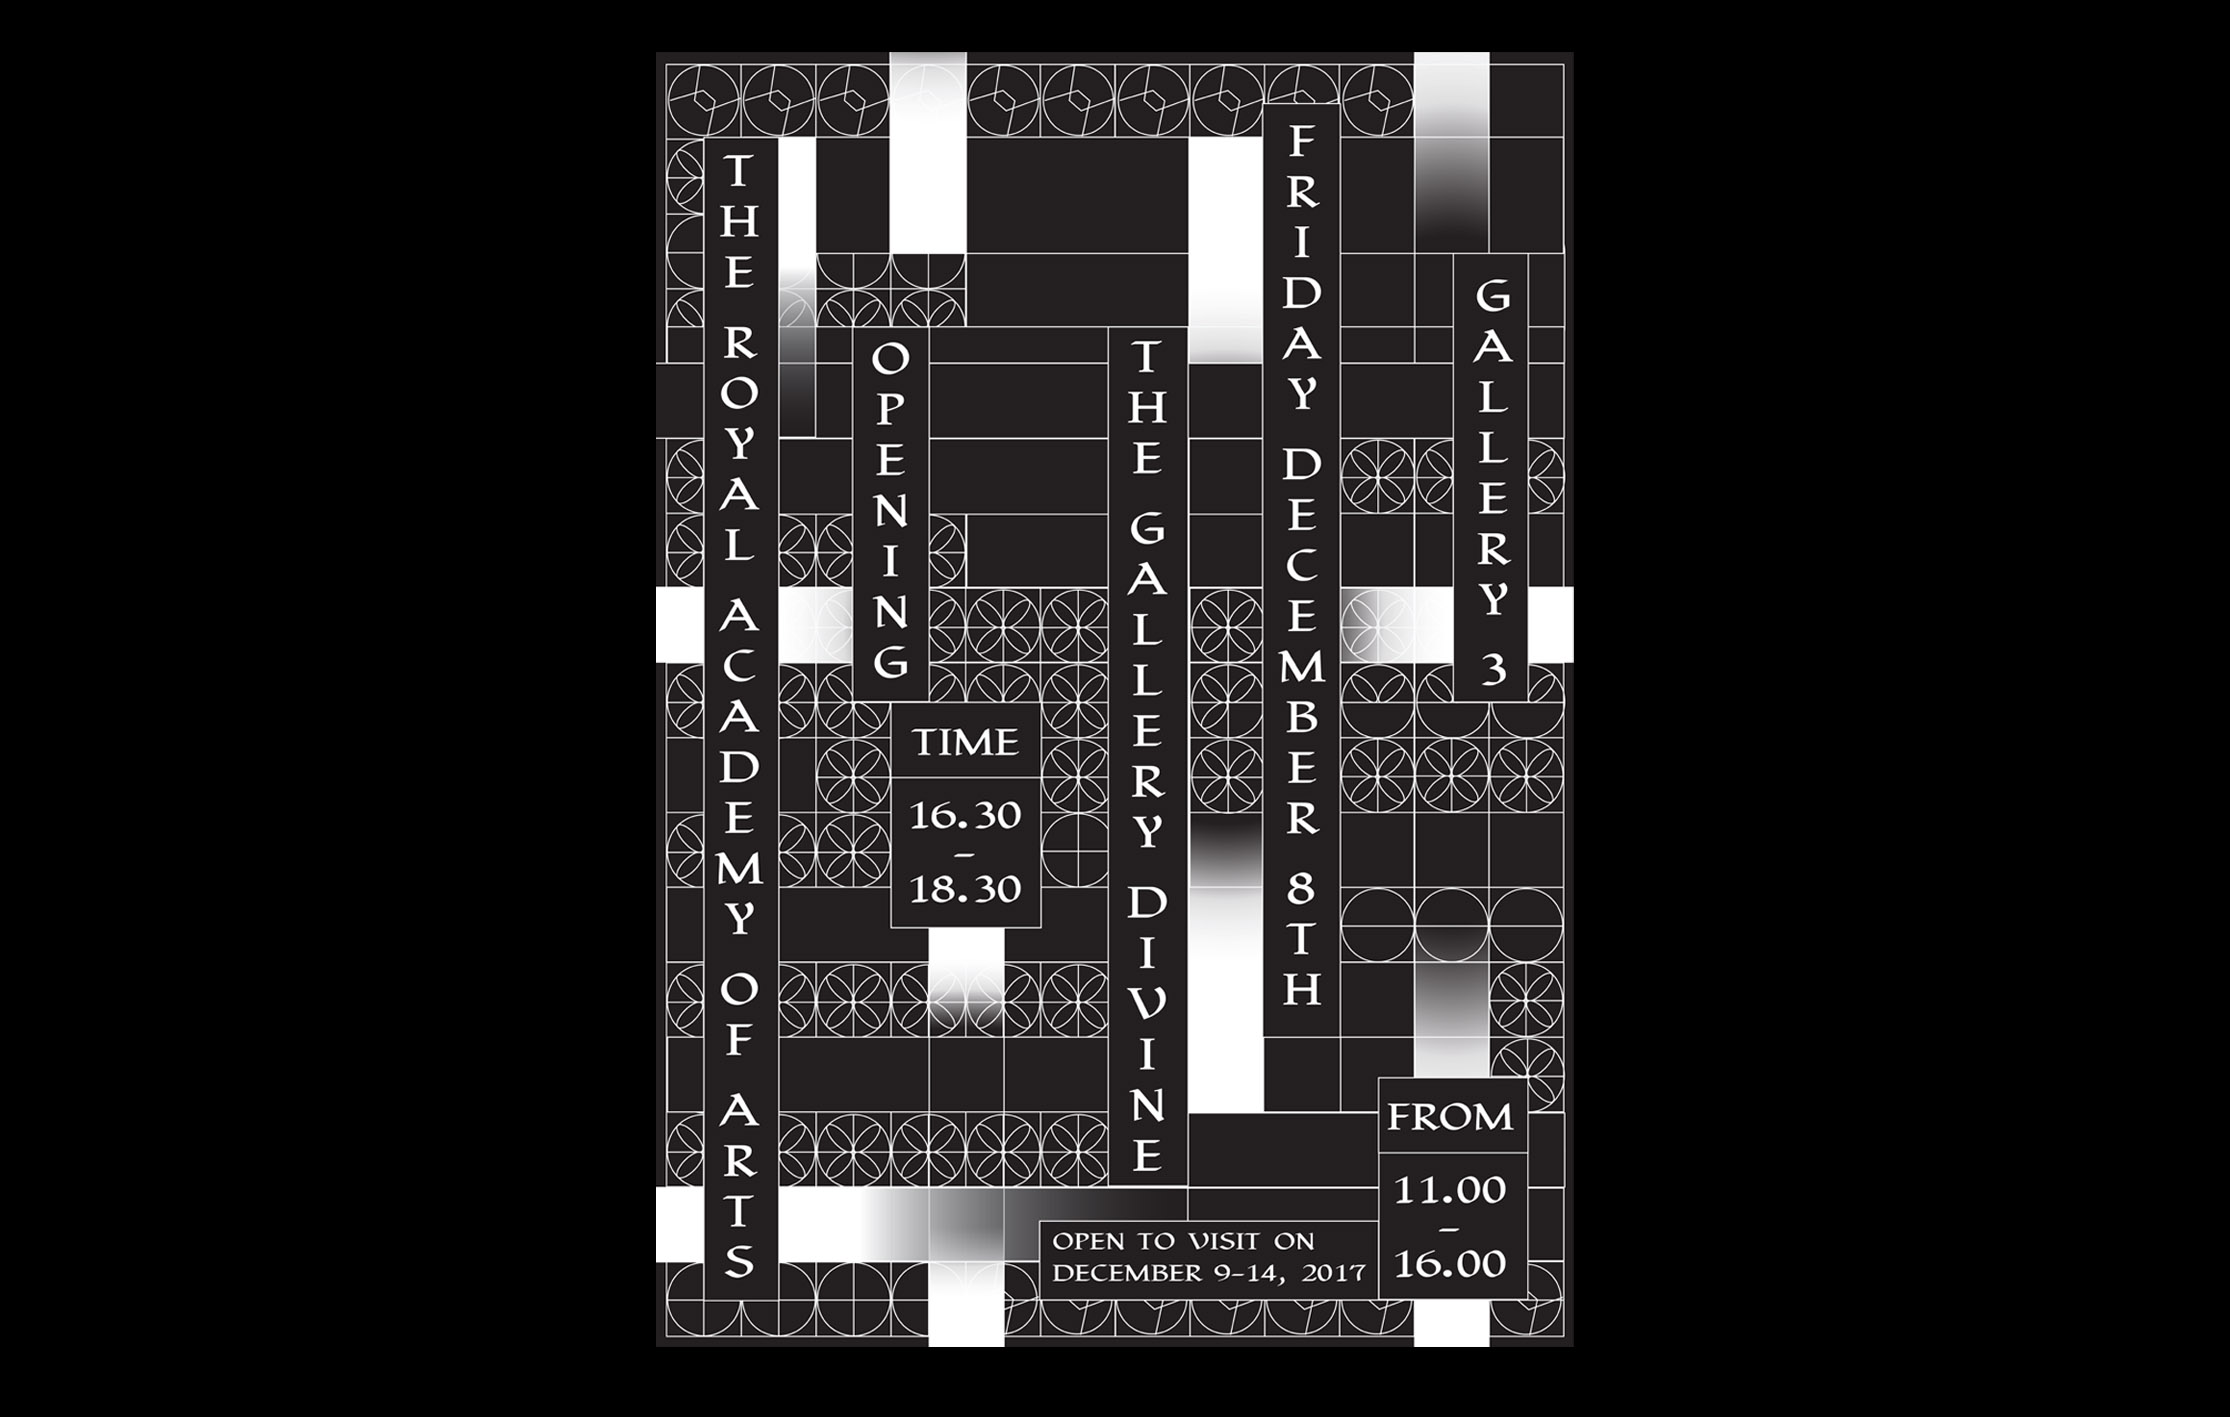 THE ROYAL ACADEMY OF ARTS
OPENING
TIME
16.30
–
18.30
THE GALLERY DIVINE
FRIDAY DECEMBER 8TH
GALLERY 3
OPEN TO VISIT ON
DECEMBER 9–14, 2017
FROM
11.00
–
16.00